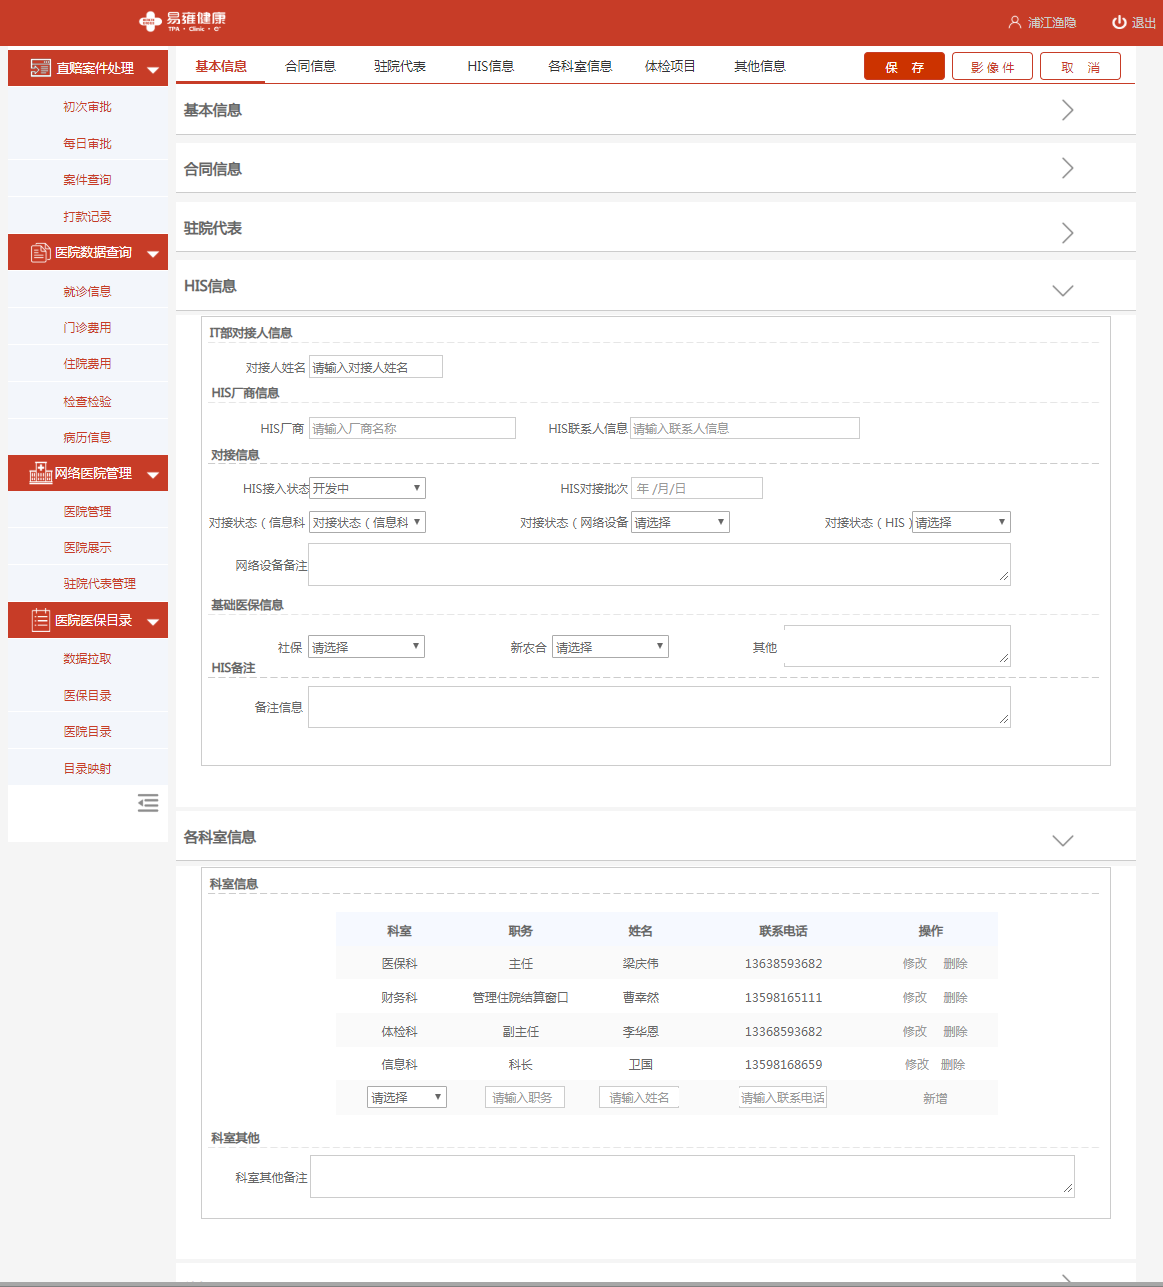 易雍健康
TPA · Clinic · e⁺
浦江渔隐 退出
直赔案件处理
初次审批
每日审批
案件查询
打款记录
医院数据查询
就诊信息
门诊费用
住院费用
检查检验
病历信息
网络医院管理
医院管理
医院展示
驻院代表管理
医院医保目录
数据拉取
医保目录
医院目录
目录映射
基本信息 合同信息 驻院代表 HIS信息 各科室信息 体检项目 其他信息 保 存 影 像 件 取 消
基本信息
合同信息
驻院代表
HIS信息
IT部对接人信息
对接人姓名 请输入对接人姓名
HIS厂商信息
HIS厂商 请输入厂商名称 HIS联系人信息 请输入联系人信息
对接信息
HIS接入状态 开发中 HIS对接批次 年 /月/日
对接状态（信息科 对接状态（信息科 对接状态（网络设备 请选择 对接状态（HIS） 请选择
网络设备备注
基础医保信息
社保 请选择 新农合 请选择 其他
HIS备注
备注信息
各科室信息
科室信息
科室 职务 姓名 联系电话 操作
医保科 主任 梁庆伟 13638593682 修改 删除
财务科 管理住院结算窗口 曹幸然 13598165111 修改 删除
体检科 副主任 李华恩 13368593682 修改 删除
信息科 科长 卫国 13598168659 修改 删除
请选择 请输入职务 请输入姓名 请输入联系电话 新增
科室其他
科室其他备注